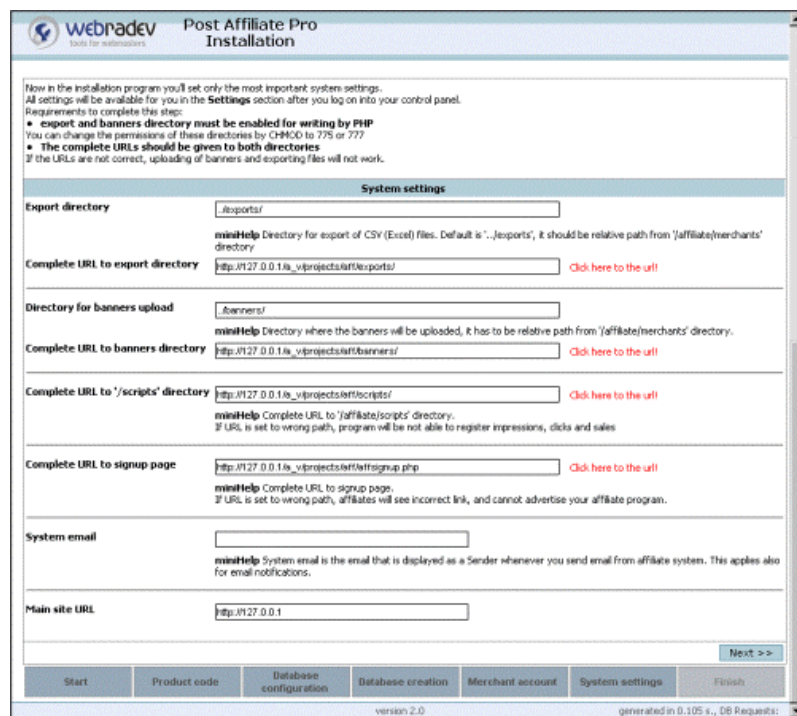 webradev
tools for webmasters
Post Affiliate Pro
Installation
Now in the installation program you'll set only the most important system settings.
All settings will be available for you in the Settings section after you log on into your control panel.
Requirements to complete this step:
• export and banners directory must be enabled for writing by PHP
You can change the permissions of these directories by CHMOD to 775 or 777
• The complete URLs should be given to both directories
If the URLs are not correct, uploading of banners and exporting files will not work.
System settings
Export directory
../exports/
miniHelp Directory for export of CSV (Excel) files. Default is '../exports', it should be relative path from '/affiliate/merchants'
directory
Complete URL to export directory
http://127.0.0.1/a_v/projects/aff/exports/
Click here to the url!
Directory for banners upload
../banners/
miniHelp Directory where the banners will be uploaded, it has to be relative path from '/affiliate/merchants' directory.
Complete URL to banners directory
http://127.0.0.1/a_v/projects/aff/banners/
Click here to the url!
Complete URL to '/scripts' directory
http://127.0.0.1/a_v/projects/aff/scripts/
Click here to the url!
miniHelp Complete URL to '/affiliate/scripts' directory.
If URL is set to wrong path, program will be not able to register impressions, clicks and sales
Complete URL to signup page
http://127.0.0.1/a_v/projects/aff/affsignup.php
Click here to the url!
miniHelp Complete URL to signup page.
If URL is set to wrong path, affiliates will see incorrect link, and cannot advertise your affiliate program.
System email
miniHelp System email is the email that is displayed as a Sender whenever you send email from affiliate system. This applies also
for email notifications.
Main site URL
http://127.0.0.1
Next >>
Start
Product code
Database
configuration
Database creation
Merchant account
System settings
Finish
version 2.0
generated in 0.105 s., DB Requests: